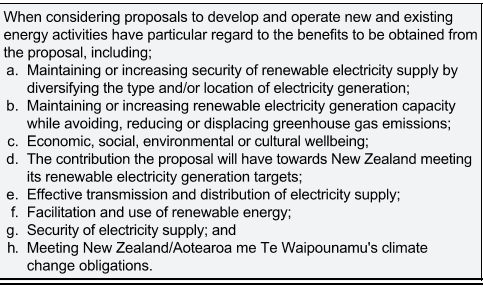 When considering proposals to develop and operate new and existing
energy activities have particular regard to the benefits to be obtained from
the proposal, including;
a. Maintaining or increasing security of renewable electricity supply by
diversifying the type and/or location of electricity generation;
b. Maintaining or increasing renewable electricity generation capacity
while avoiding, reducing or displacing greenhouse gas emissions;
c. Economic, social, environmental or cultural wellbeing;
d. The contribution the proposal will have towards New Zealand meeting
its renewable electricity generation targets;
e. Effective transmission and distribution of electricity supply;
f. Facilitation and use of renewable energy;
g. Security of electricity supply; and
h. Meeting New Zealand/Aotearoa me Te Waipounamu's climate
change obligations.